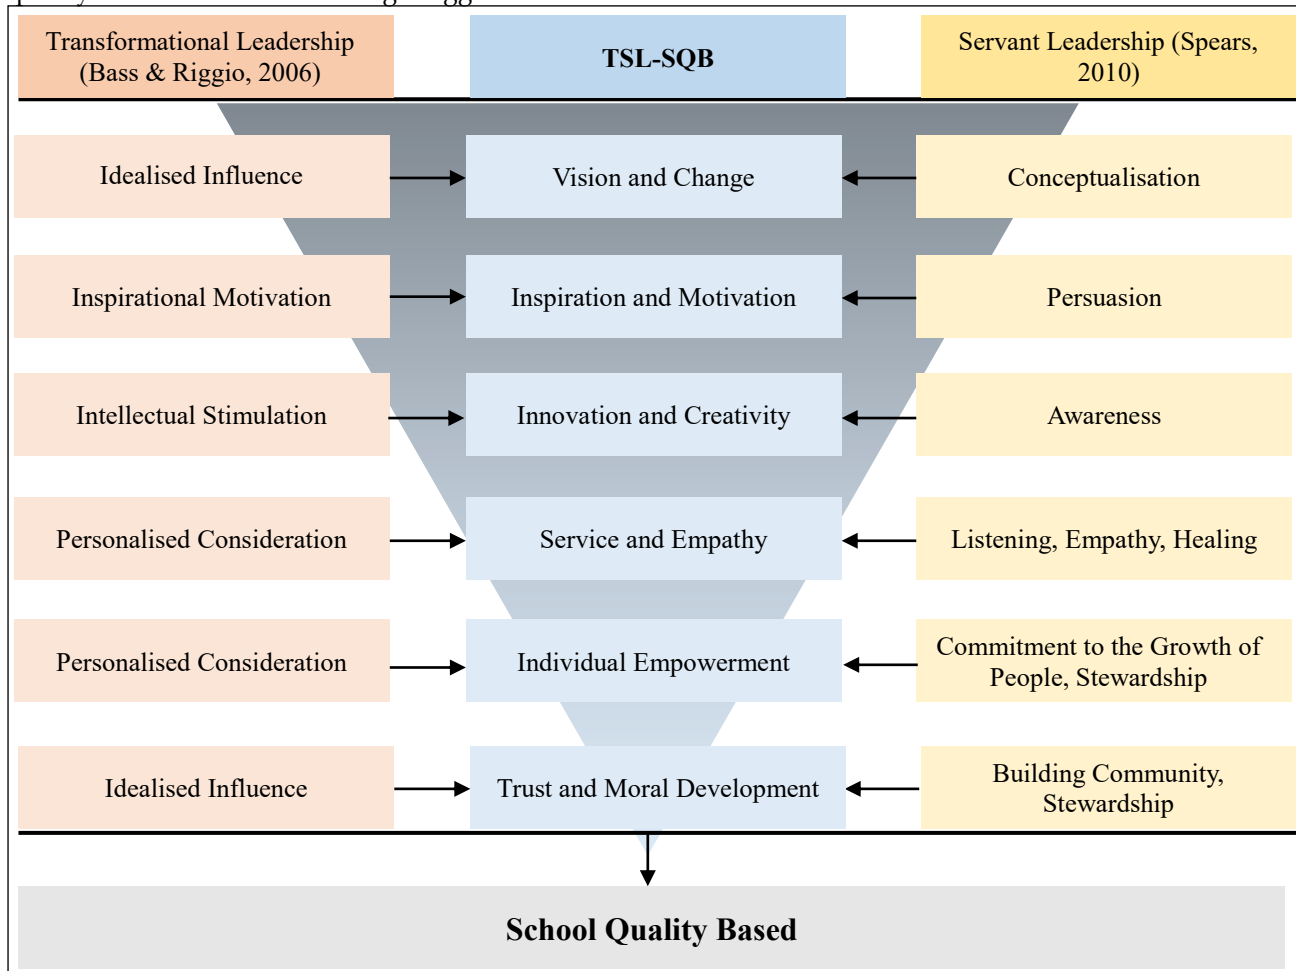 Transformational Leadership
(Bass & Riggio, 2006)
TSL-SQB
Servant Leadership (Spears,
2010)
Idealised Influence
Vision and Change
Conceptualisation
Inspirational Motivation
Inspiration and Motivation
Persuasion
Intellectual Stimulation
Innovation and Creativity
Awareness
Personalised Consideration
Service and Empathy
Listening, Empathy, Healing
Personalised Consideration
Individual Empowerment
Commitment to the Growth of
People, Stewardship
Idealised Influence
Trust and Moral Development
Building Community,
Stewardship
School Quality Based